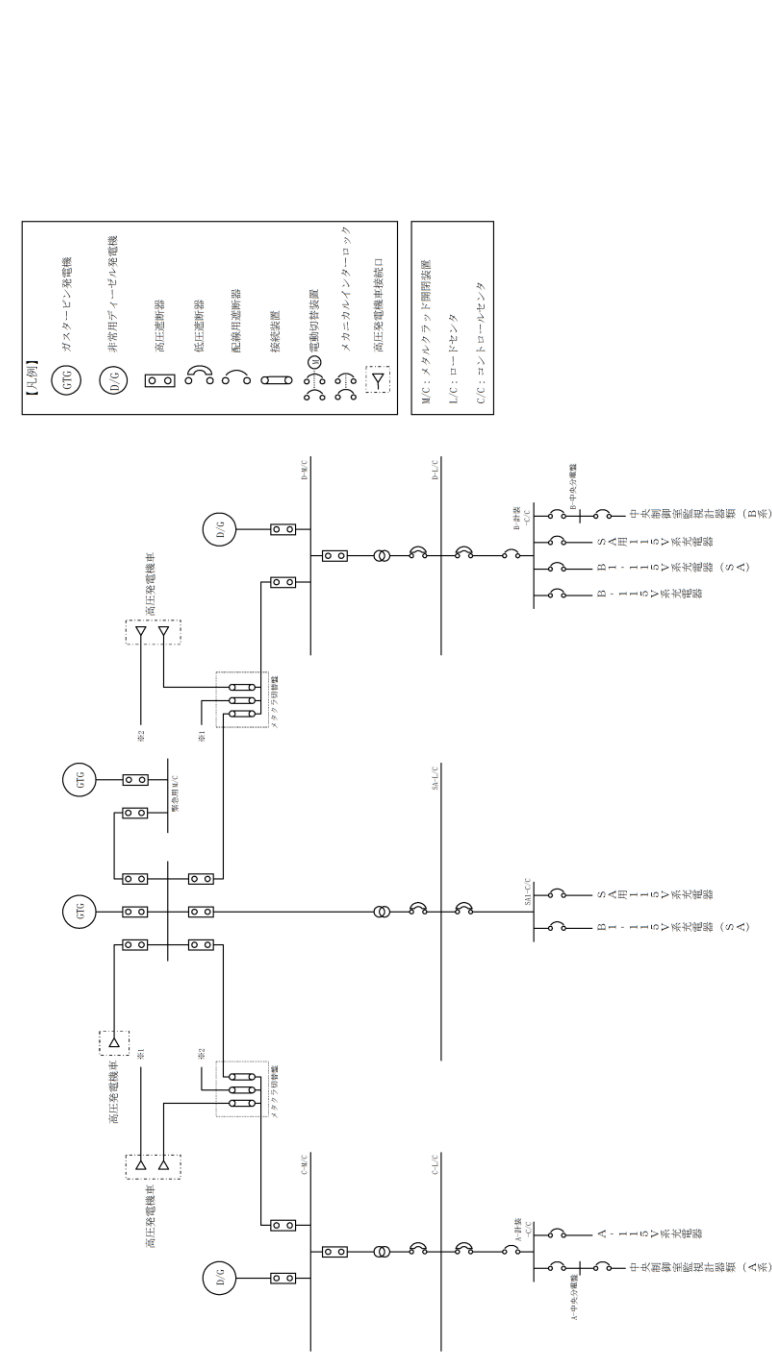 【凡例】
GTG ガスタービン発電機
D/G 非常用ディーゼル発電機
高圧遮断器
低圧遮断器
配線用遮断器
接続装置
M 電動切替装置
メカニカルインターロック
高圧発電機車接続口
M/C：メタルクラッド開閉装置
L/C：ロードセンタ
C/C：コントロールセンタ
高圧発電機車
※1
D/G
※2
メタクラ切替盤
C-M/C
C-L/C
A-計装
-C/C
A-中央分電盤
中央制御室監視計器類（A系）
A-115V系充電器
高圧発電機車
GTG
GTG
緊急用M/C
SA-L/C
SA1-C/C
B1-115V系充電器（SA）
SA用115V系充電器
高圧発電機車
※2
※1
メタクラ切替盤
D/G
D-M/C
D-L/C
B-計装
-C/C
B-中央分電盤
B-115V系充電器
B1-115V系充電器（SA）
SA用115V系充電器
中央制御室監視計器類（B系）